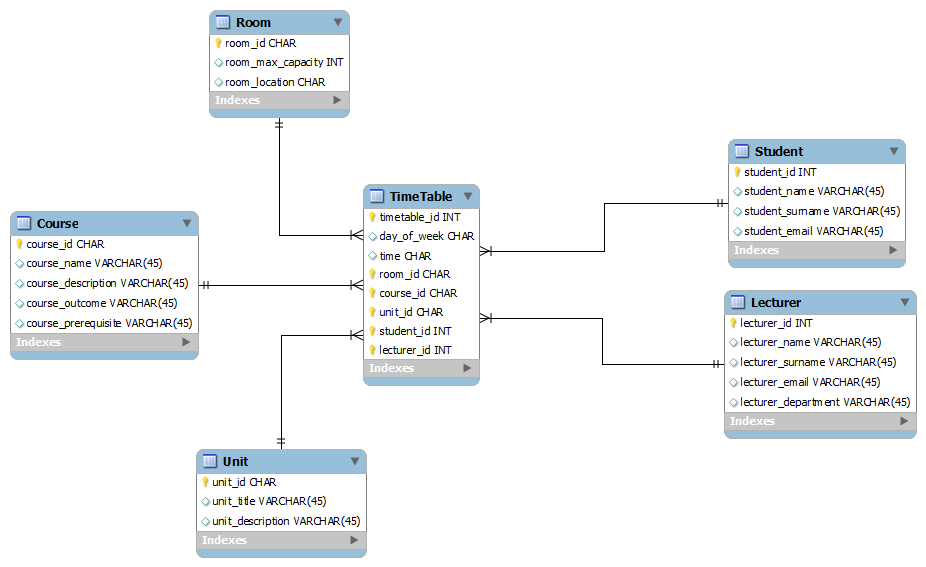 Room
room_id CHAR
room_max_capacity INT
room_location CHAR
Indexes
Student
student_id INT
student_name VARCHAR(45)
student_surname VARCHAR(45)
student_email VARCHAR(45)
Indexes
TimeTable
timetable_id INT
day_of_week CHAR
time CHAR
room_id CHAR
course_id CHAR
unit_id CHAR
student_id INT
lecturer_id INT
Indexes
Course
course_id CHAR
course_name VARCHAR(45)
course_description VARCHAR(45)
course_outcome VARCHAR(45)
course_prerequisite VARCHAR(45)
Indexes
Lecturer
lecturer_id INT
lecturer_name VARCHAR(45)
lecturer_surname VARCHAR(45)
lecturer_email VARCHAR(45)
lecturer_department VARCHAR(45)
Indexes
Unit
unit_id CHAR
unit_title VARCHAR(45)
unit_description VARCHAR(45)
Indexes